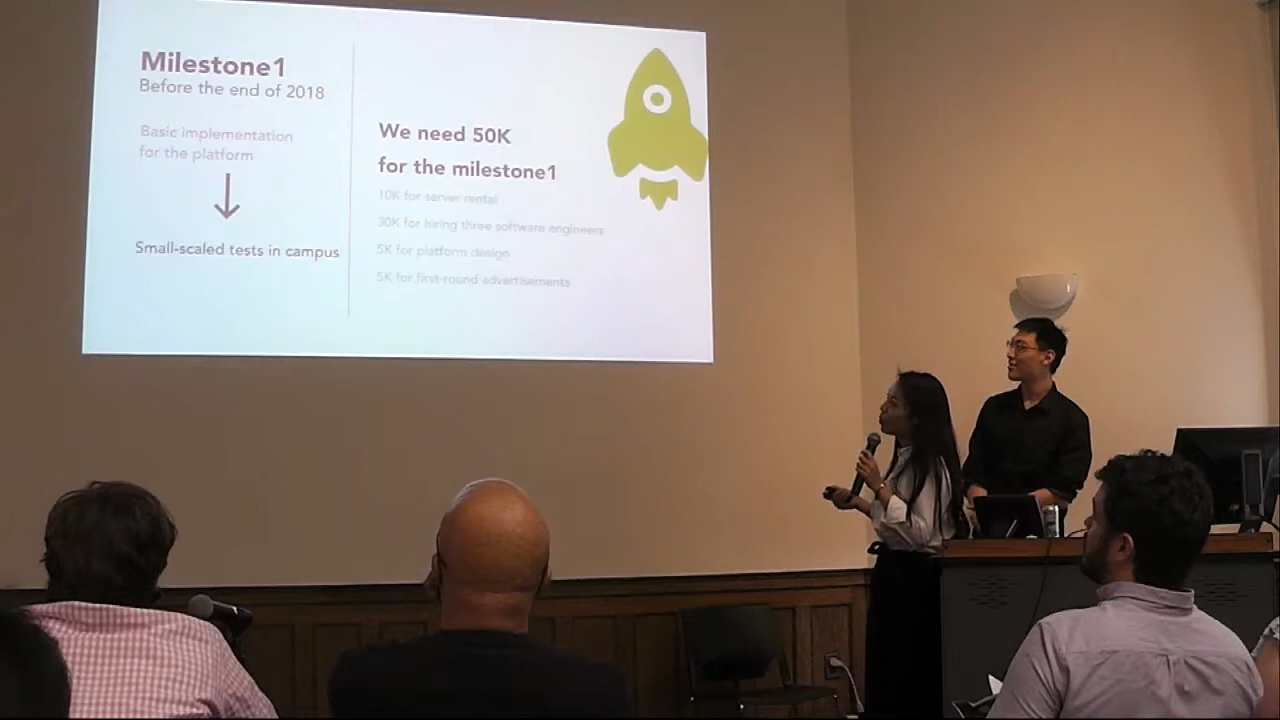 Milestone1
Before the end of 2018
Basic implementation
for the platform
Small-scaled tests in campus
We need 50K
for the milestone1
10K for server rental
30K for hiring three software engineers
5K for platform design
5K for first-round advertisements